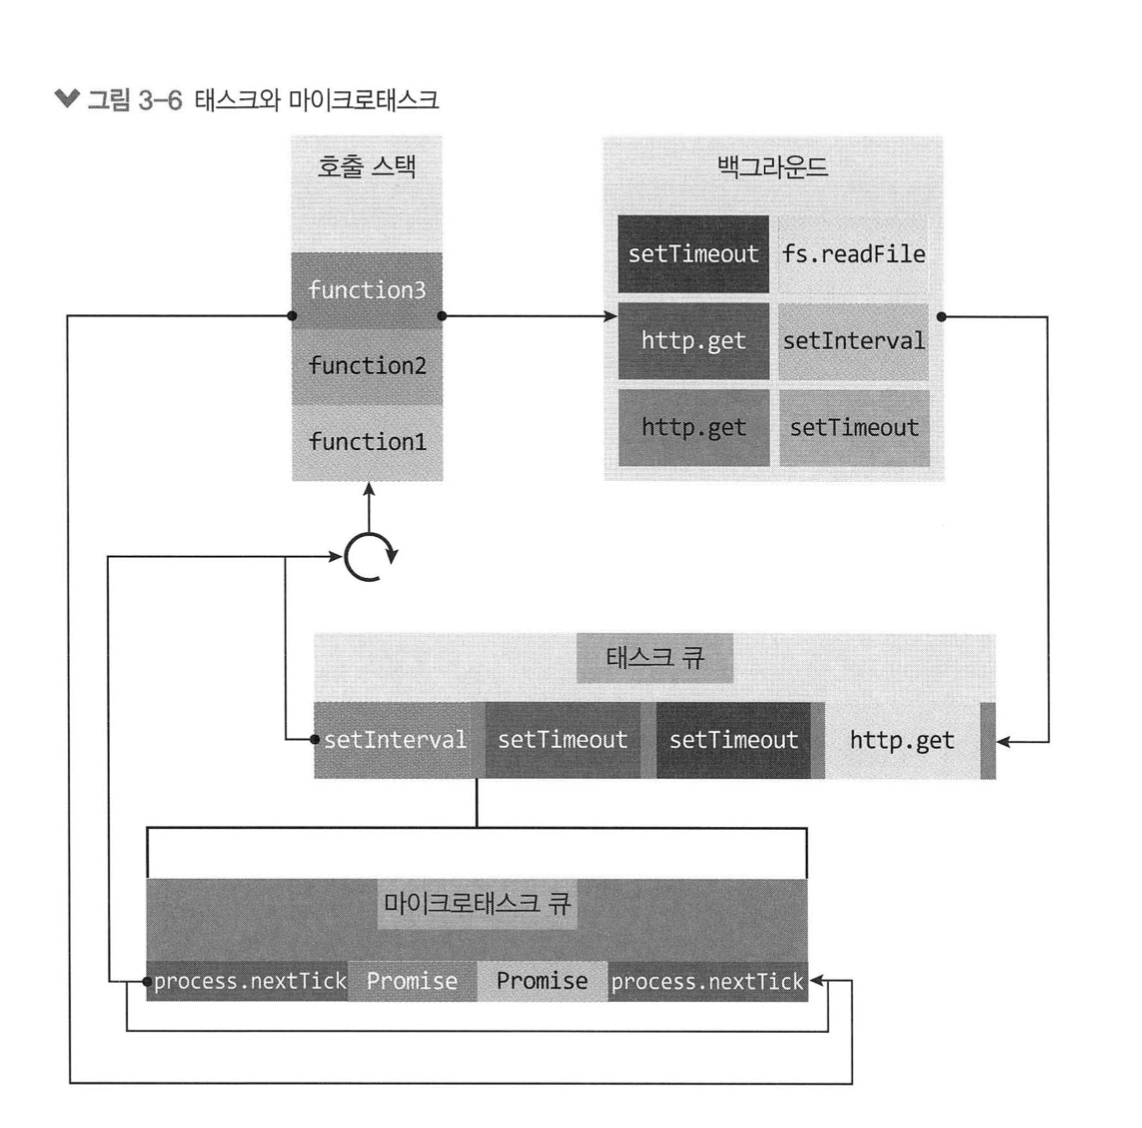 그림 3-6 태스크와 마이크로태스크
호출 스택
function3
function2
function1
백그라운드
setTimeout fs.readFile
http.get setInterval
http.get setTimeout
태스크 큐
setInterval setTimeout setTimeout http.get
마이크로태스크 큐
process.nextTick Promise Promise process.nextTick